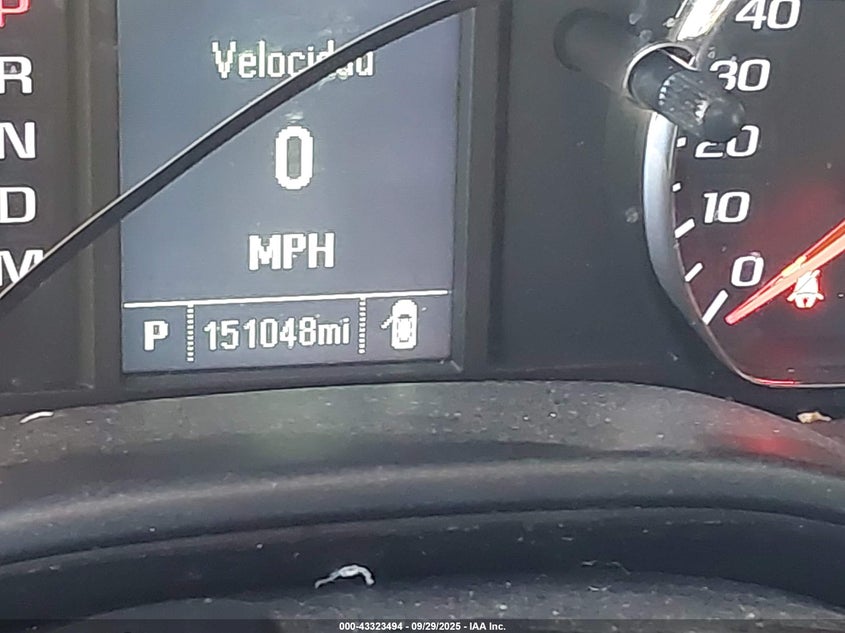 P
R
N
D
M
Velocidad
0
MPH
P 151048mi
40
30
20
10
0
000-43323494 - 09/29/2025 - IAA Inc.